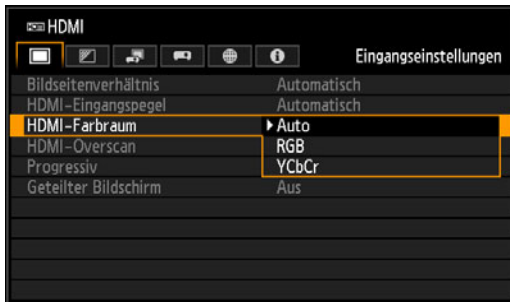 HDMI
Eingangseinstellungen
Bildseitenverhältnis Automatisch
HDMI-Eingangspegel Automatisch
HDMI-Farbraum Auto
HDMI-Overscan RGB
Progressiv YCbCr
Geteilter Bildschirm Aus